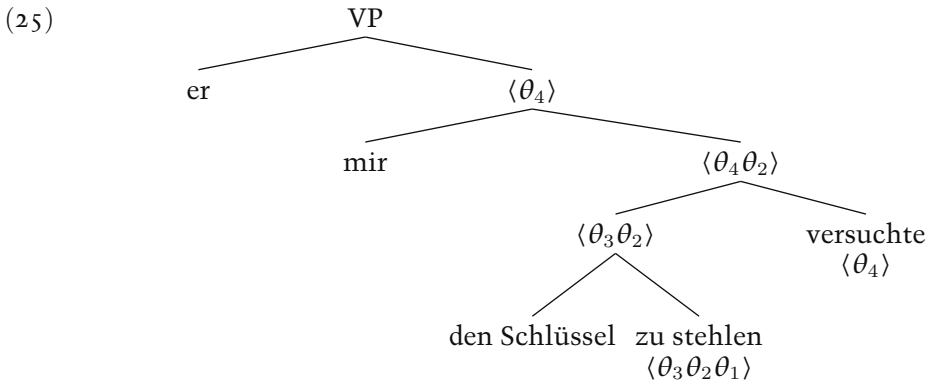 (25) VP
er ⟨θ₄⟩
mir ⟨θ₄θ₂⟩
⟨θ₃θ₂⟩ versuchte
⟨θ₄⟩
den Schlüssel zu stehlen
⟨θ₃θ₂θ₁⟩